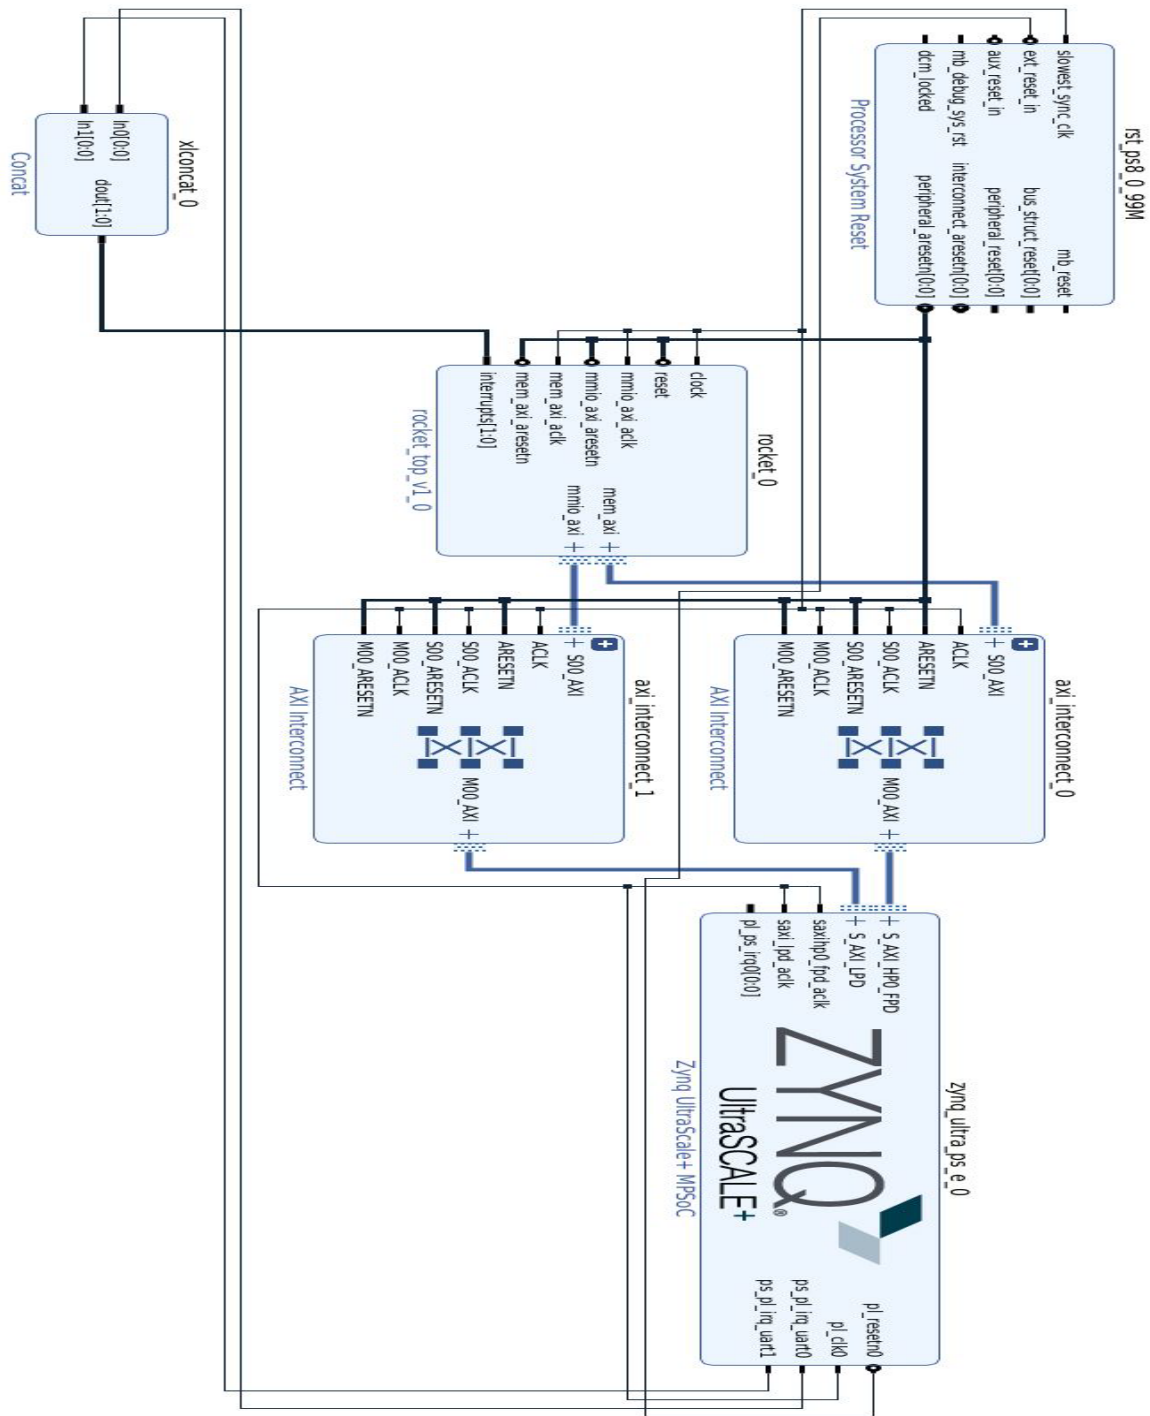 rst_ps8_0_99M
slowest_sync_clk
mb_reset
ext_reset_in
bus_struct_reset[0:0]
aux_reset_in
peripheral_reset[0:0]
mb_debug_sys_rst
interconnect_aresetn[0:0]
dcm_locked
peripheral_aresetn[0:0]
Processor System Reset
xlconcat_0
In0[0:0]
In1[0:0]
dout[1:0]
Concat
rocket_0
clock
reset
mmio_axi_aclk
mmio_axi_aresetn
mem_axi_aclk
mem_axi_aresetn
interrupts[1:0]
mem_axi
mmio_axi
rocket_top_v1_0
axi_interconnect_0
S00_AXI
ACLK
ARESETN
S00_ACLK
S00_ARESETN
M00_ACLK
M00_ARESETN
M00_AXI
AXI Interconnect
axi_interconnect_1
S00_AXI
ACLK
ARESETN
S00_ACLK
S00_ARESETN
M00_ACLK
M00_ARESETN
M00_AXI
AXI Interconnect
zynq_ultra_ps_e_0
S_AXI_HP0_FPD
S_AXI_LPD
saxihp0_fpd_aclk
saxi_lpd_aclk
pl_ps_irq0[0:0]
ZYNQ®
UltraSCALE+
pl_resetn0
pl_clk0
ps_pl_irq_uart0
ps_pl_irq_uart1
Zynq UltraScale+ MPSoC